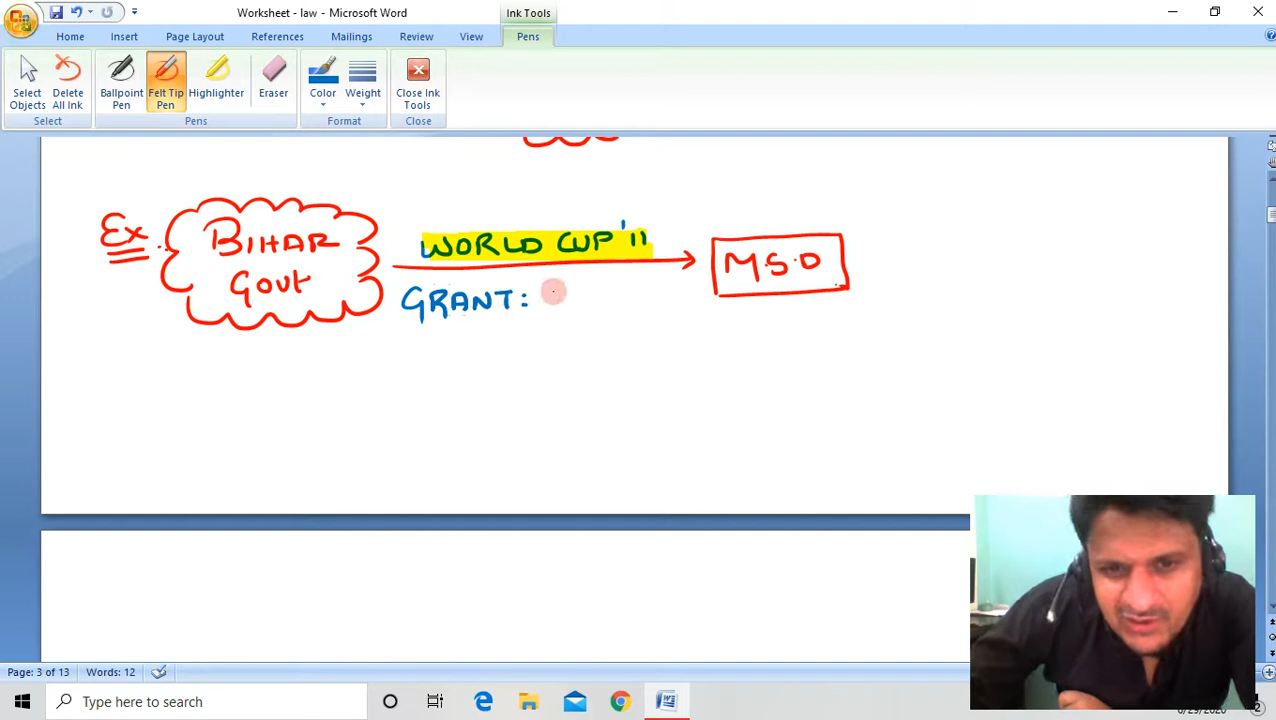 Worksheet - law - Microsoft Word
Ink Tools
Home Insert Page Layout References Mailings Review View Pens
Select Objects
Delete All Ink
Ballpoint Pen
Felt Tip Pen
Highlighter
Eraser
Color
Weight
Close Ink Tools
Select Pens Format Close
Ex
BIHAR
Govt
WORLD CUP '11
GRANT:
M.S.D
Page: 3 of 13 Words: 12
Type here to search
2